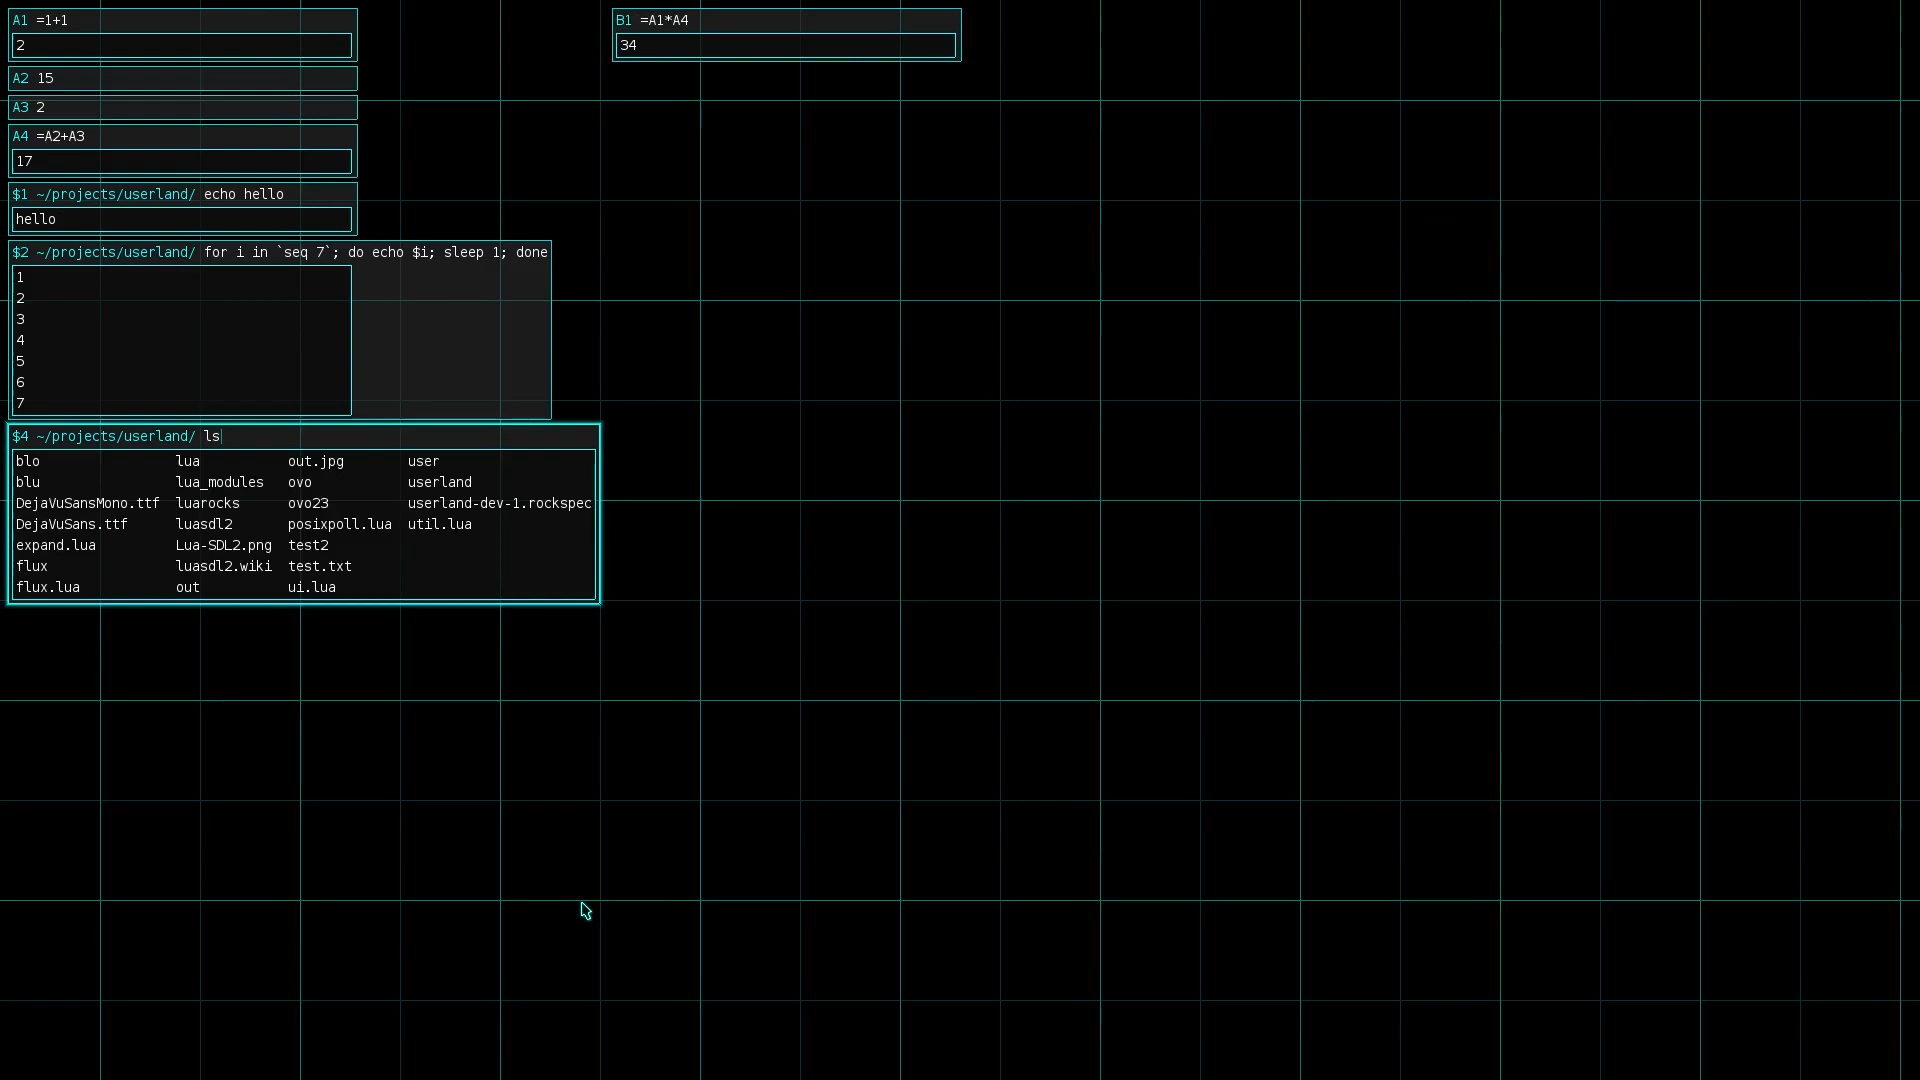 A1 =1+1
2
A2 15
A3 2
A4 =A2+A3
17
$1 ~/projects/userland/ echo hello
hello
$2 ~/projects/userland/ for i in `seq 7`; do echo $i; sleep 1; done
1
2
3
4
5
6
7
$4 ~/projects/userland/ ls
blo lua out.jpg user
blu lua_modules ovo userland
DejaVuSansMono.ttf luarocks ovo23 userland-dev-1.rockspec
DejaVuSans.ttf luasdl2 posixpoll.lua util.lua
expand.lua Lua-SDL2.png test2
flux luasdl2.wiki test.txt
flux.lua out ui.lua
B1 =A1*A4
34